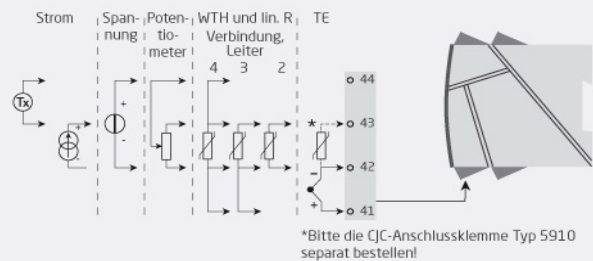 Strom
Span-
nung
Poten-
tio-
meter
WTH und lin. R
Verbindung,
Leiter
4 3 2
TE
Tx
+
-
+
-
*
−
+
44
43
42
41
*Bitte die CJC-Anschlussklemme Typ 5910
separat bestellen!